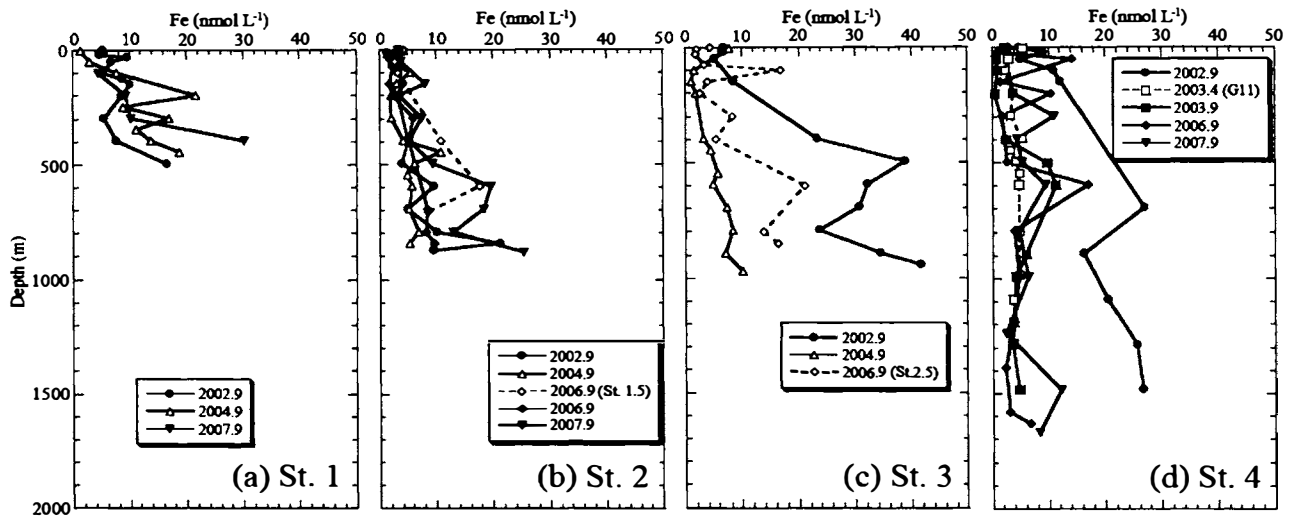 Fe (nmol L-1) Fe (nmol L-1) Fe (nmol L-1) Fe (nmol L-1)
0 10 20 30 40 50 0 10 20 30 40 50 0 10 20 30 40 50 0 10 20 30 40 50
0
500
1000
1500
2000
Depth (m)
2002.9
2004.9
2007.9
(a) St. 1
2002.9
2004.9
2006.9 (St. 1.5)
2006.9
2007.9
(b) St. 2
2002.9
2004.9
2006.9 (St.2.5)
(c) St. 3
2002.9
2003.4 (G11)
2003.9
2006.9
2007.9
(d) St. 4